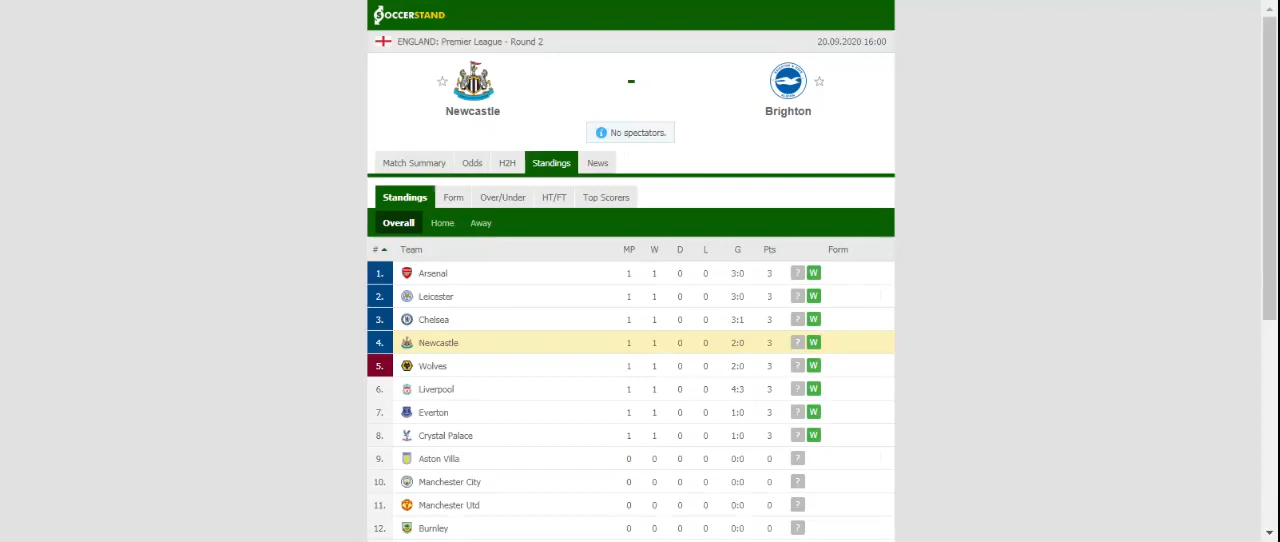 SOCCERSTAND
ENGLAND: Premier League - Round 2 20.09.2020 16:00
-
Newcastle Brighton
No spectators.
Match Summary Odds H2H Standings News
Standings Form Over/Under HT/FT Top Scorers
Overall Home Away
# Team MP W D L G Pts Form
1. Arsenal 1 1 0 0 3:0 3 ? W
2. Leicester 1 1 0 0 3:0 3 ? W
3. Chelsea 1 1 0 0 3:1 3 ? W
4. Newcastle 1 1 0 0 2:0 3 ? W
5. Wolves 1 1 0 0 2:0 3 ? W
6. Liverpool 1 1 0 0 4:3 3 ? W
7. Everton 1 1 0 0 1:0 3 ? W
8. Crystal Palace 1 1 0 0 1:0 3 ? W
9. Aston Villa 0 0 0 0 0:0 0 ?
10. Manchester City 0 0 0 0 0:0 0 ?
11. Manchester Utd 0 0 0 0 0:0 0 ?
12. Burnley 0 0 0 0 0:0 0 ?